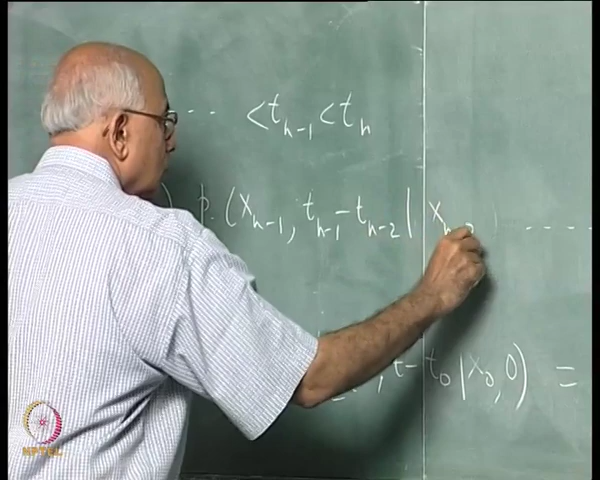 .... < t_{n-1} < t_n
) p. (x_{n-1}, t_{n-1} - t_{n-2} | x_{n-2} ) ....
, t - t_0 | x_0, 0) =
NPTEL